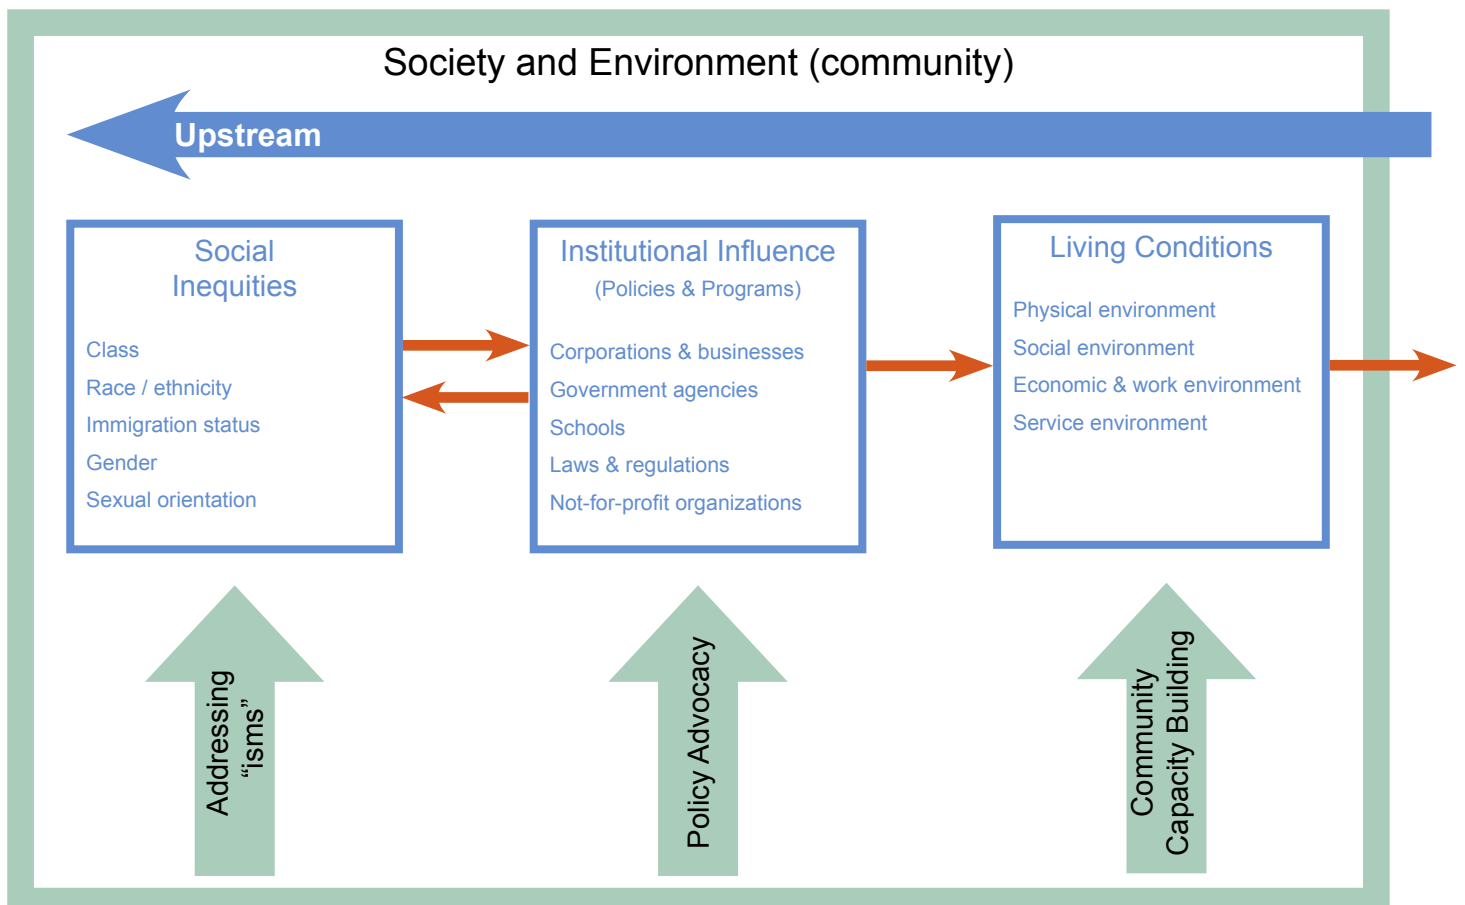 Society and Environment (community)
Upstream
Social
Inequities
Class
Race / ethnicity
Immigration status
Gender
Sexual orientation
Institutional Influence
(Policies & Programs)
Corporations & businesses
Government agencies
Schools
Laws & regulations
Not-for-profit organizations
Living Conditions
Physical environment
Social environment
Economic & work environment
Service environment
Addressing
“isms”
Policy Advocacy
Community
Capacity Building